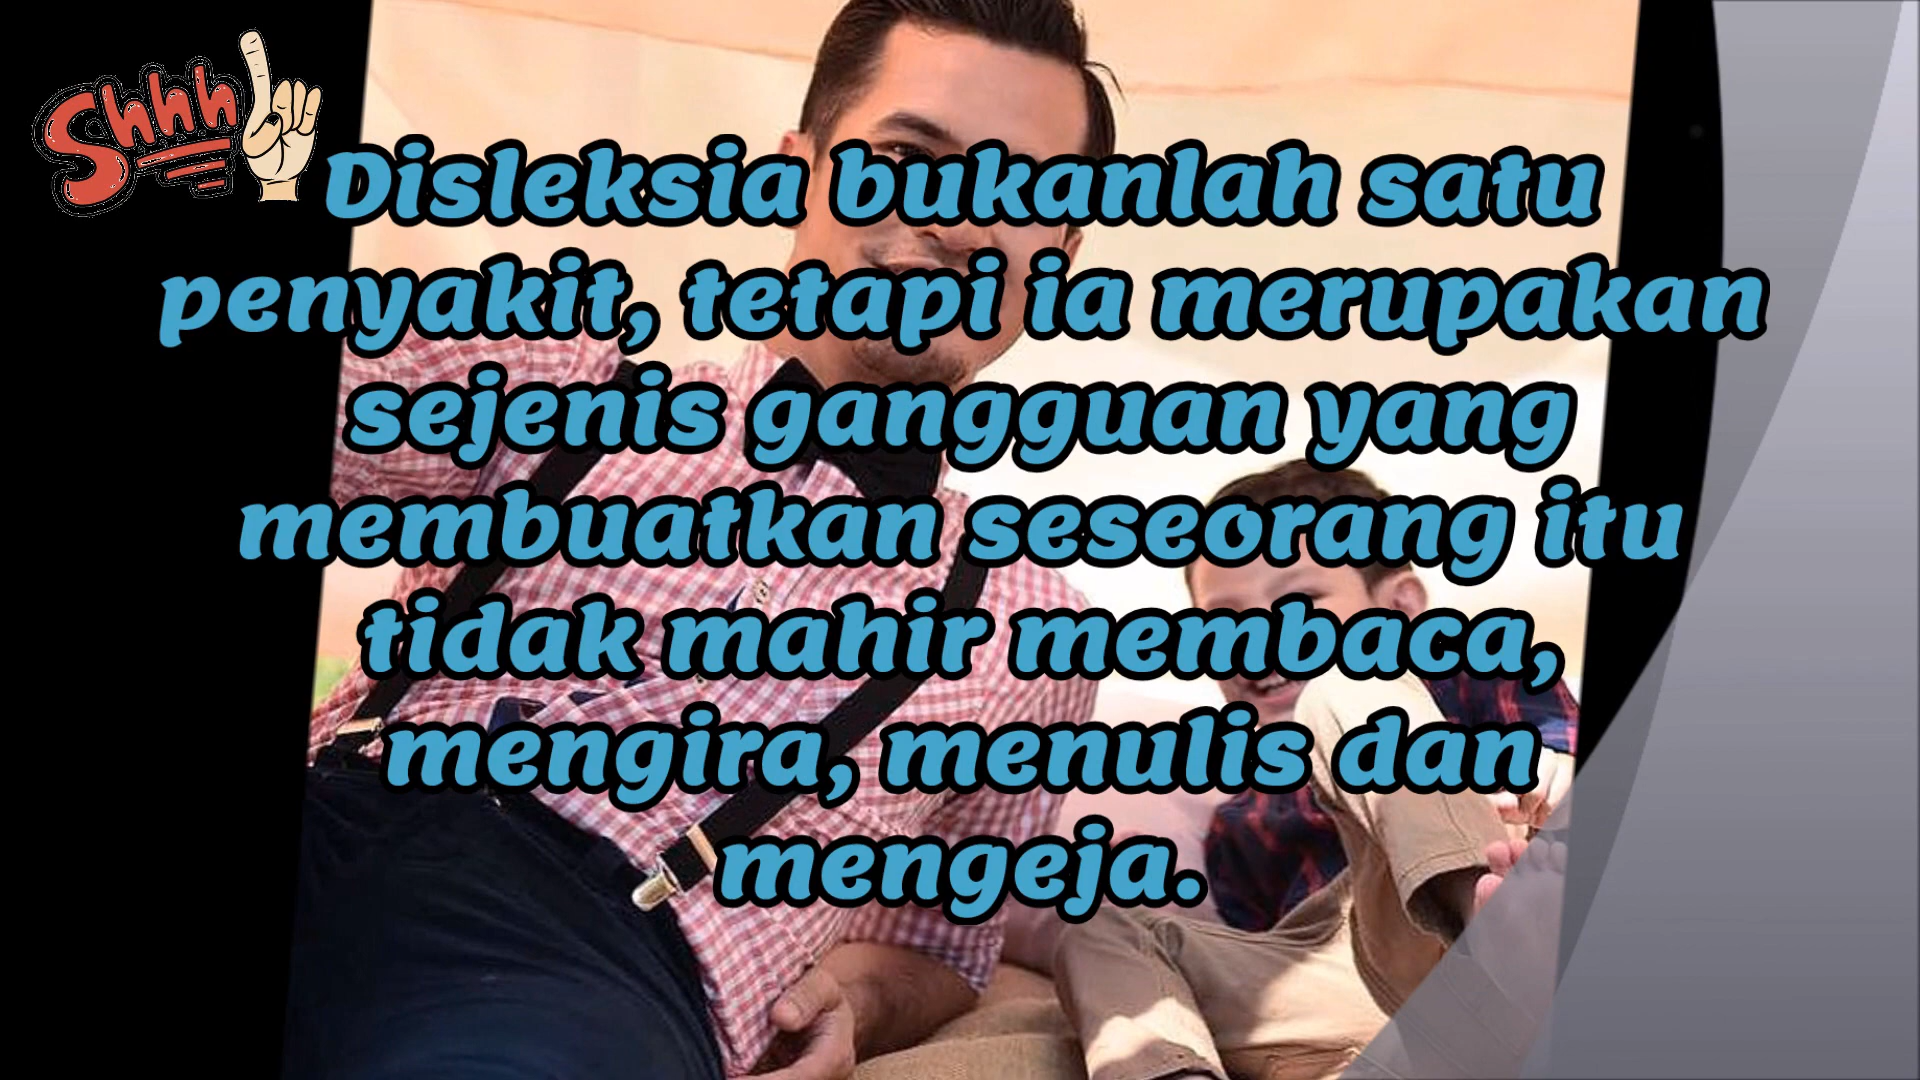 Shhh
Disleksia bukanlah satu
penyakit, tetapi ia merupakan
sejenis gangguan yang
membuatkan seseorang itu
tidak mahir membaca,
mengira, menulis dan
mengeja.